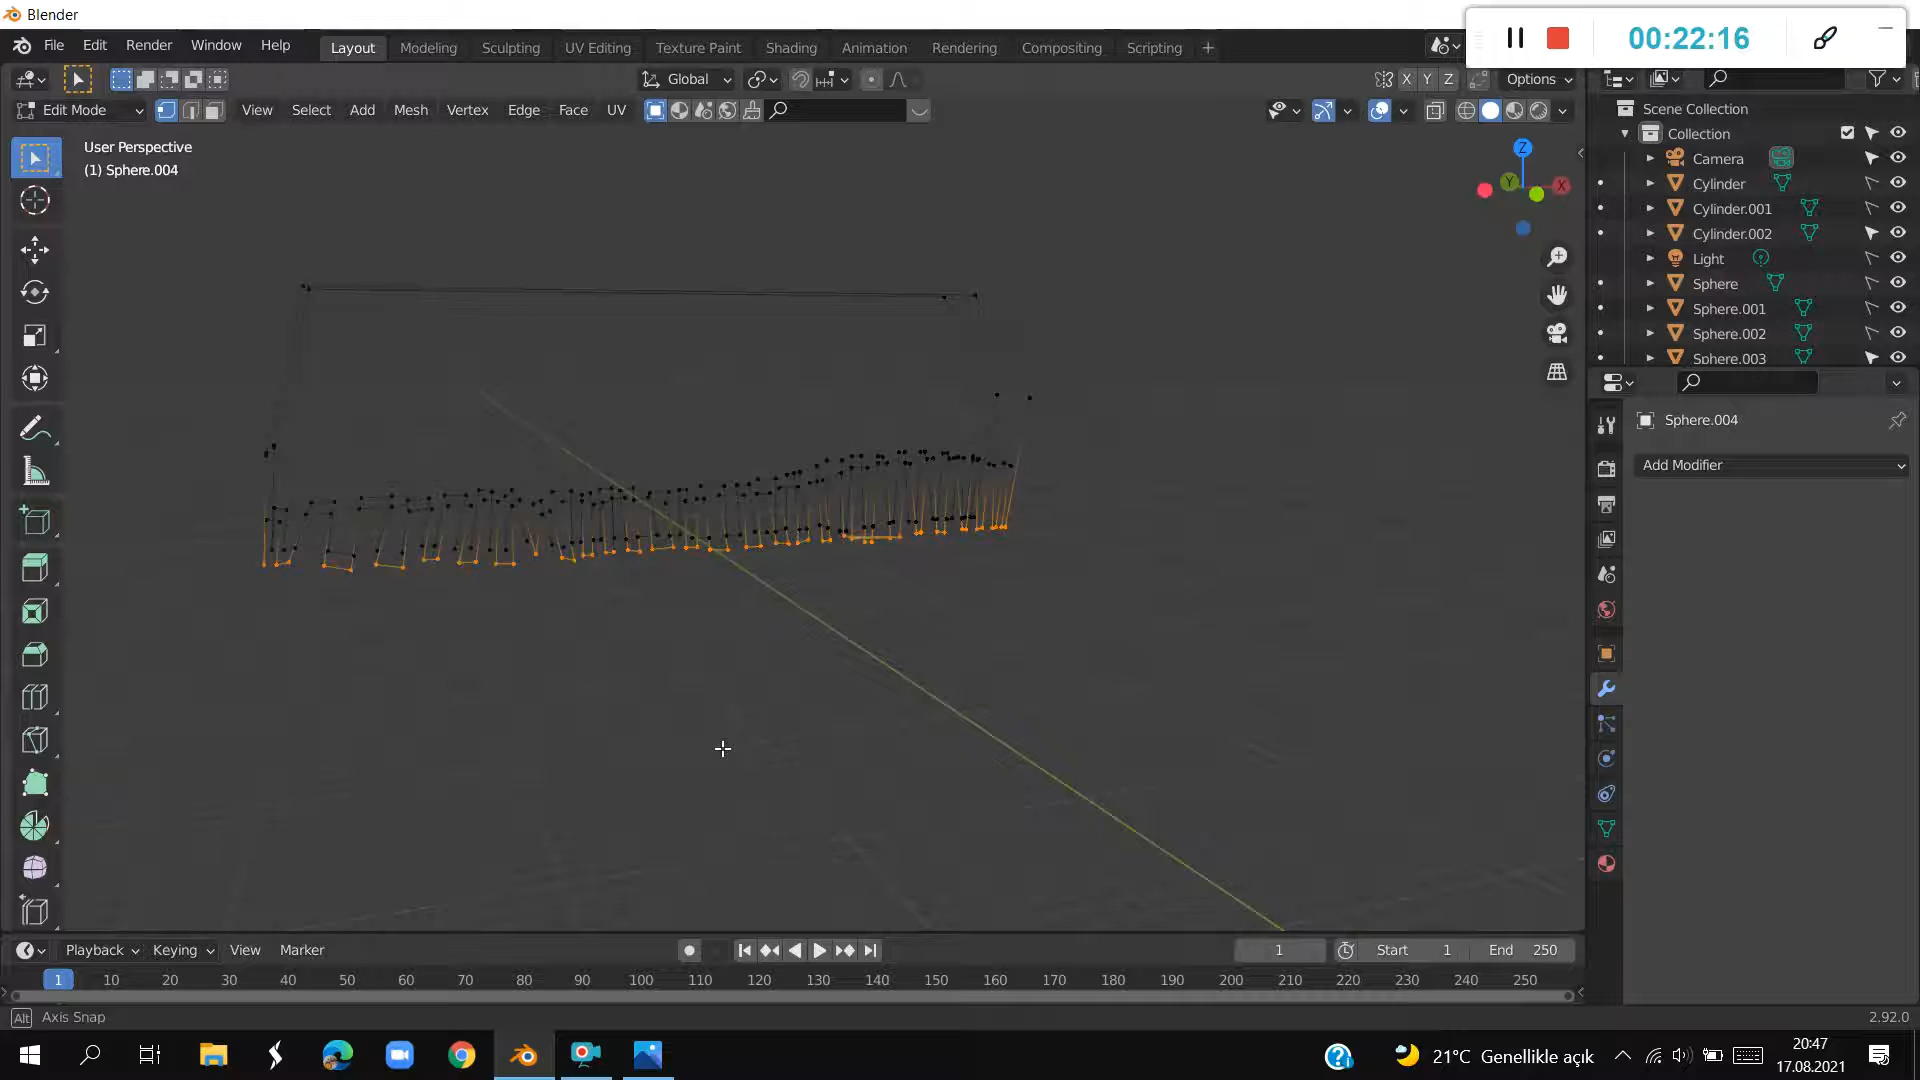 Blender
File Edit Render Window Help Layout Modeling Sculpting UV Editing Texture Paint Shading Animation Rendering Compositing Scripting +
00:22:16
Global
X Y Z Options
Edit Mode View Select Add Mesh Vertex Edge Face UV
User Perspective
(1) Sphere.004
Z
Y
X
Scene Collection
Collection
Camera
Cylinder
Cylinder.001
Cylinder.002
Light
Sphere
Sphere.001
Sphere.002
Sphere.003
Sphere.004
Add Modifier
Playback Keying View Marker 1 Start 1 End 250
1 10 20 30 40 50 60 70 80 90 100 110 120 130 140 150 160 170 180 190 200 210 220 230 240 250
Alt Axis Snap 2.92.0
21°C Genellikle açık
20:47
17.08.2021